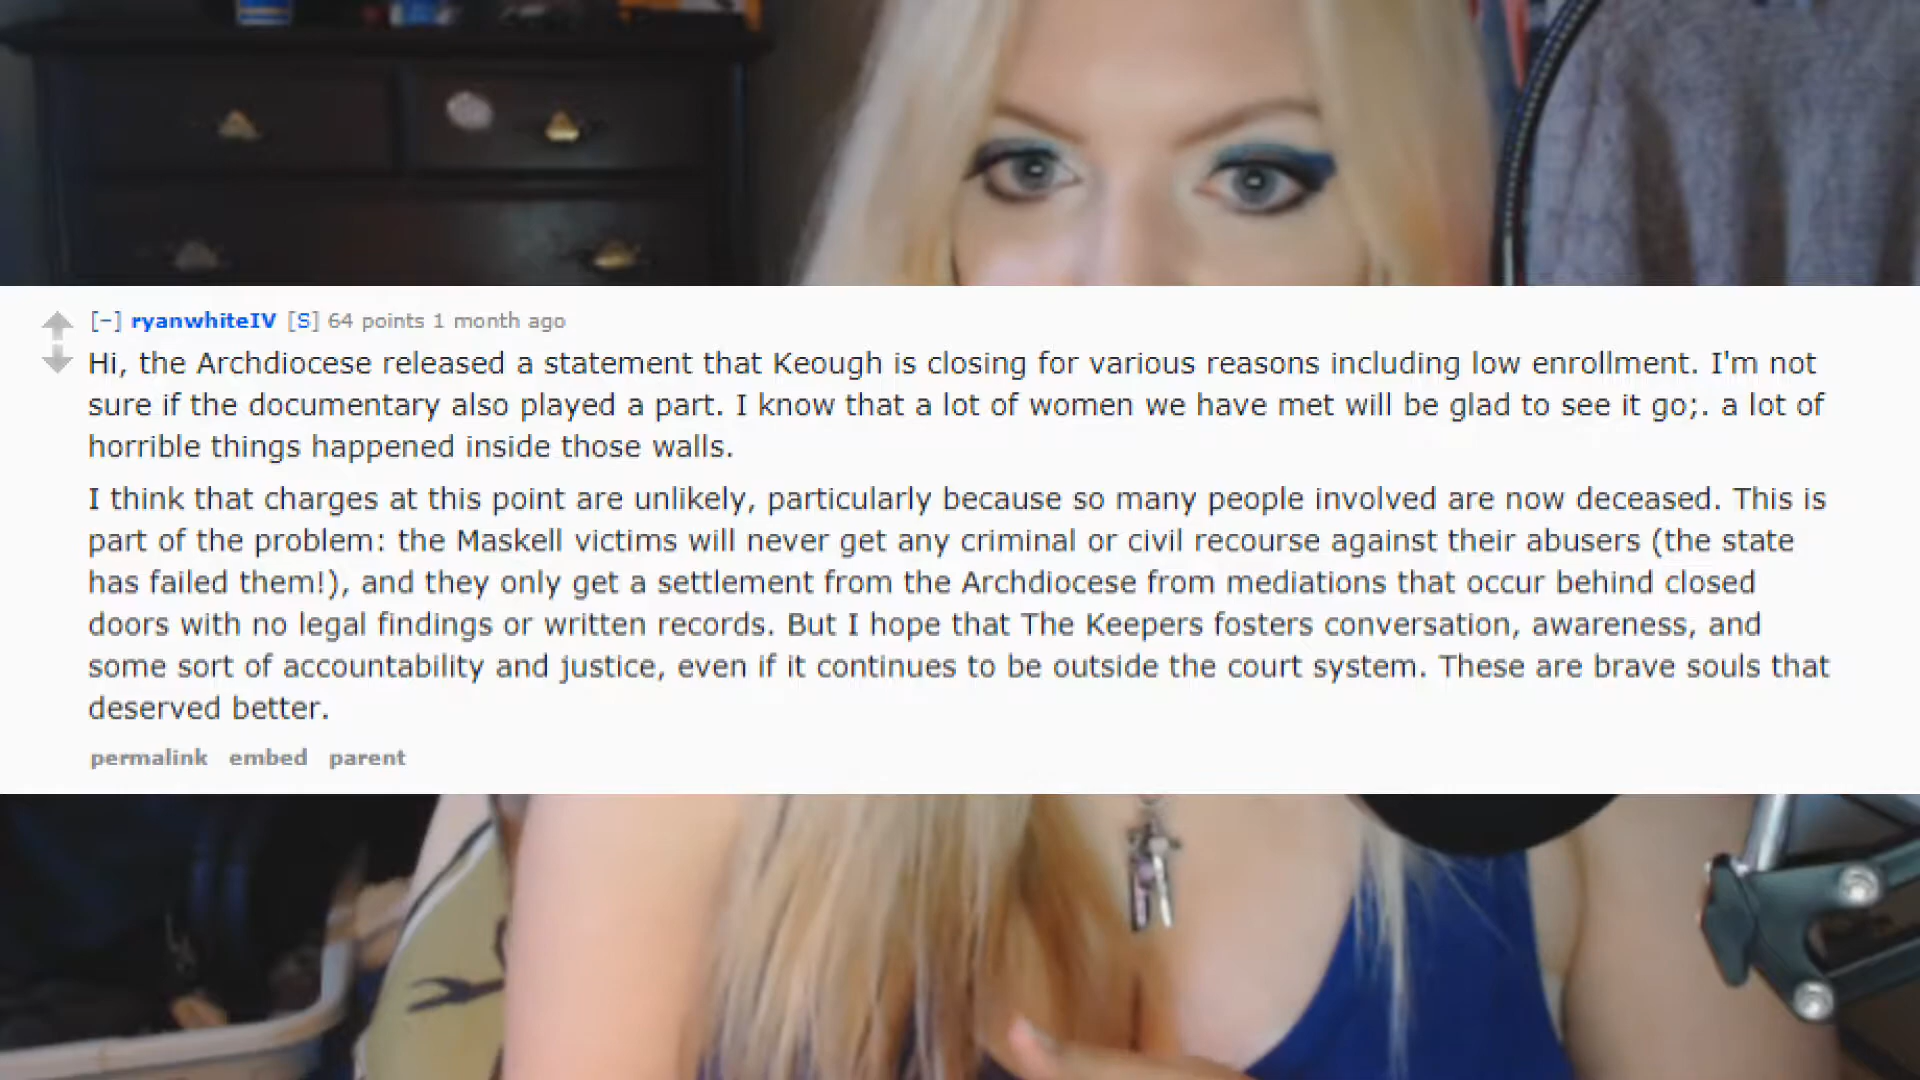 [–] ryanwhiteIV [S] 64 points 1 month ago
Hi, the Archdiocese released a statement that Keough is closing for various reasons including low enrollment. I'm not
sure if the documentary also played a part. I know that a lot of women we have met will be glad to see it go;. a lot of
horrible things happened inside those walls.
I think that charges at this point are unlikely, particularly because so many people involved are now deceased. This is
part of the problem: the Maskell victims will never get any criminal or civil recourse against their abusers (the state
has failed them!), and they only get a settlement from the Archdiocese from mediations that occur behind closed
doors with no legal findings or written records. But I hope that The Keepers fosters conversation, awareness, and
some sort of accountability and justice, even if it continues to be outside the court system. These are brave souls that
deserved better.
permalink embed parent